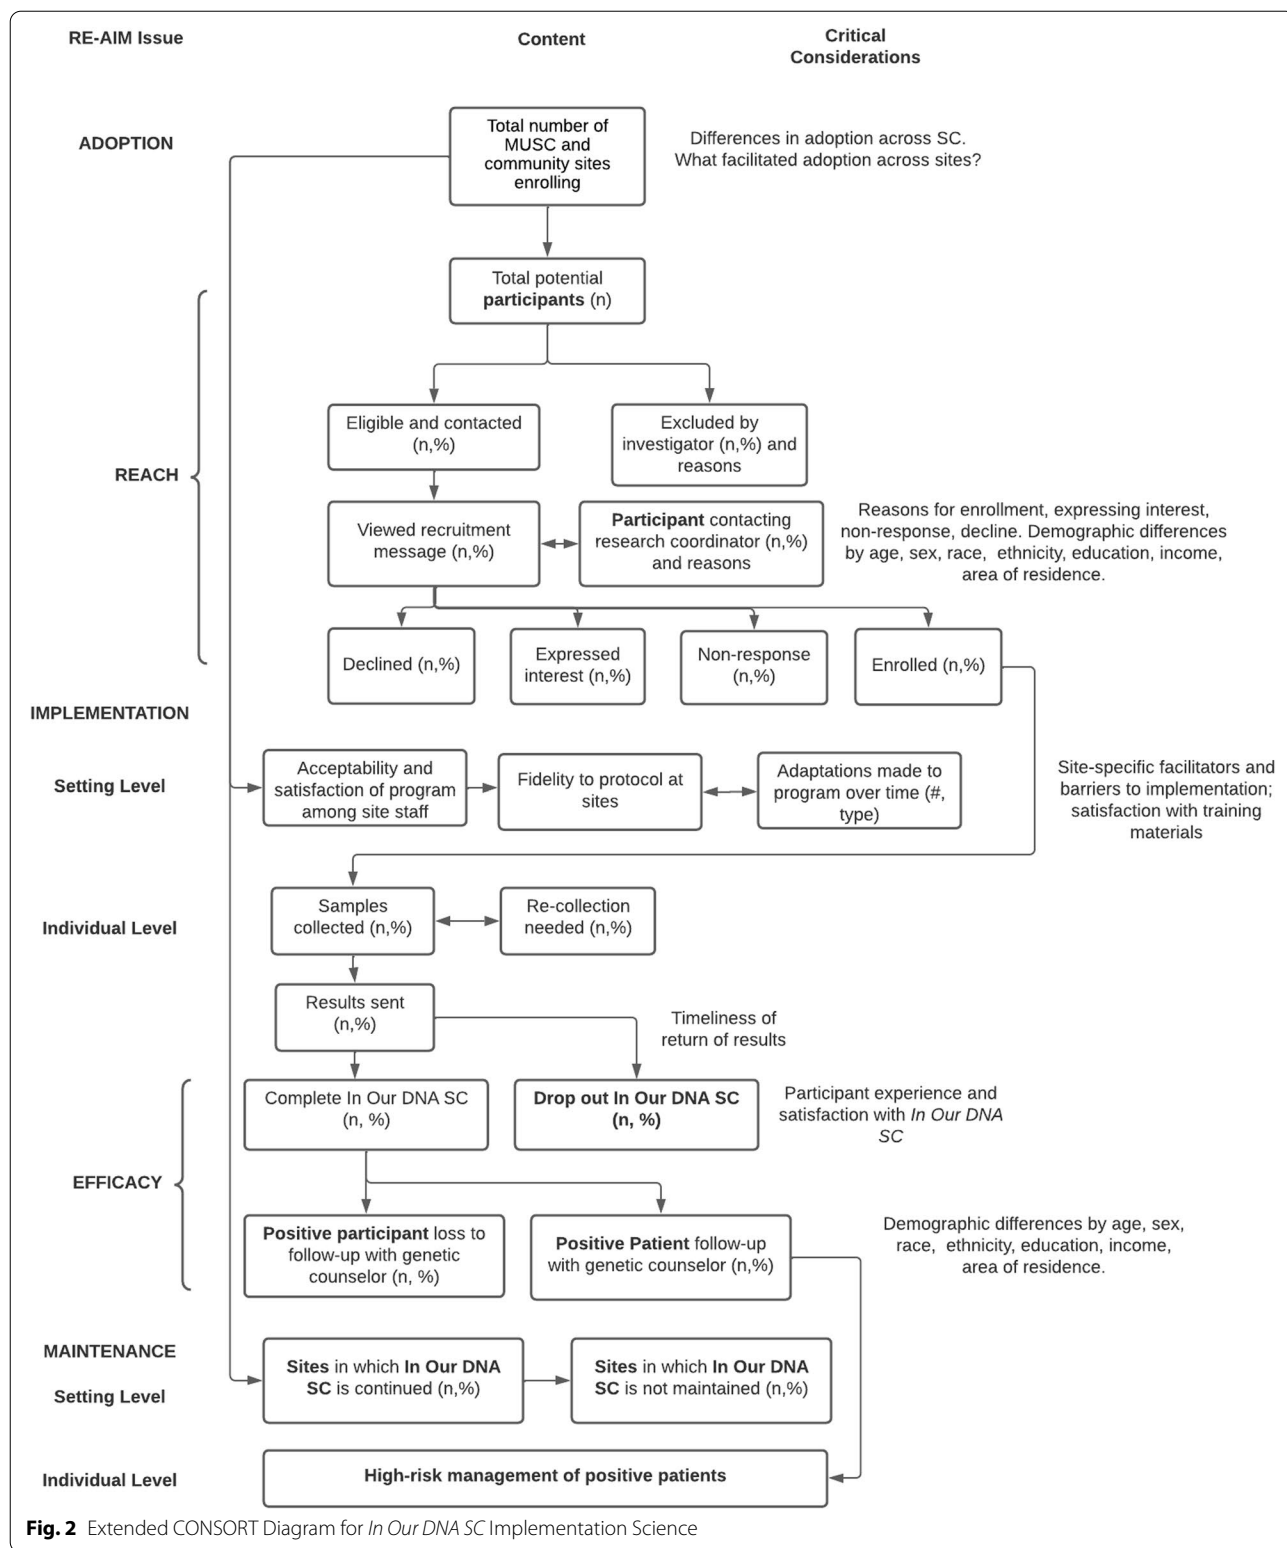 RE-AIM Issue
Content
Critical
Considerations
ADOPTION
Total number of
MUSC and
community sites
enrolling
Differences in adoption across SC.
What facilitated adoption across sites?
Total potential
participants (n)
REACH
Eligible and contacted
(n,%)
Excluded by
investigator (n,%) and
reasons
Viewed recruitment
message (n,%)
Participant contacting
research coordinator (n,%)
and reasons
Reasons for enrollment, expressing interest,
non-response, decline. Demographic differences
by age, sex, race, ethnicity, education, income,
area of residence.
Declined (n,%)
Expressed
interest (n,%)
Non-response
(n,%)
Enrolled (n,%)
IMPLEMENTATION
Setting Level
Acceptability and
satisfaction of program
among site staff
Fidelity to protocol at
sites
Adaptations made to
program over time (#,
type)
Site-specific facilitators and
barriers to implementation;
satisfaction with training
materials
Individual Level
Samples
collected (n,%)
Re-collection
needed (n,%)
Results sent
(n,%)
Timeliness of
return of results
EFFICACY
Complete In Our DNA SC
(n, %)
Drop out In Our DNA SC
(n, %)
Participant experience and
satisfaction with In Our DNA
SC
Positive participant loss to
follow-up with genetic
counselor (n, %)
Positive Patient follow-up
with genetic counselor (n,%)
Demographic differences by age, sex,
race, ethnicity, education, income,
area of residence.
MAINTENANCE
Setting Level
Sites in which In Our DNA
SC is continued (n,%)
Sites in which In Our DNA
SC is not maintained (n,%)
Individual Level
High-risk management of positive patients
Fig. 2 Extended CONSORT Diagram for In Our DNA SC Implementation Science